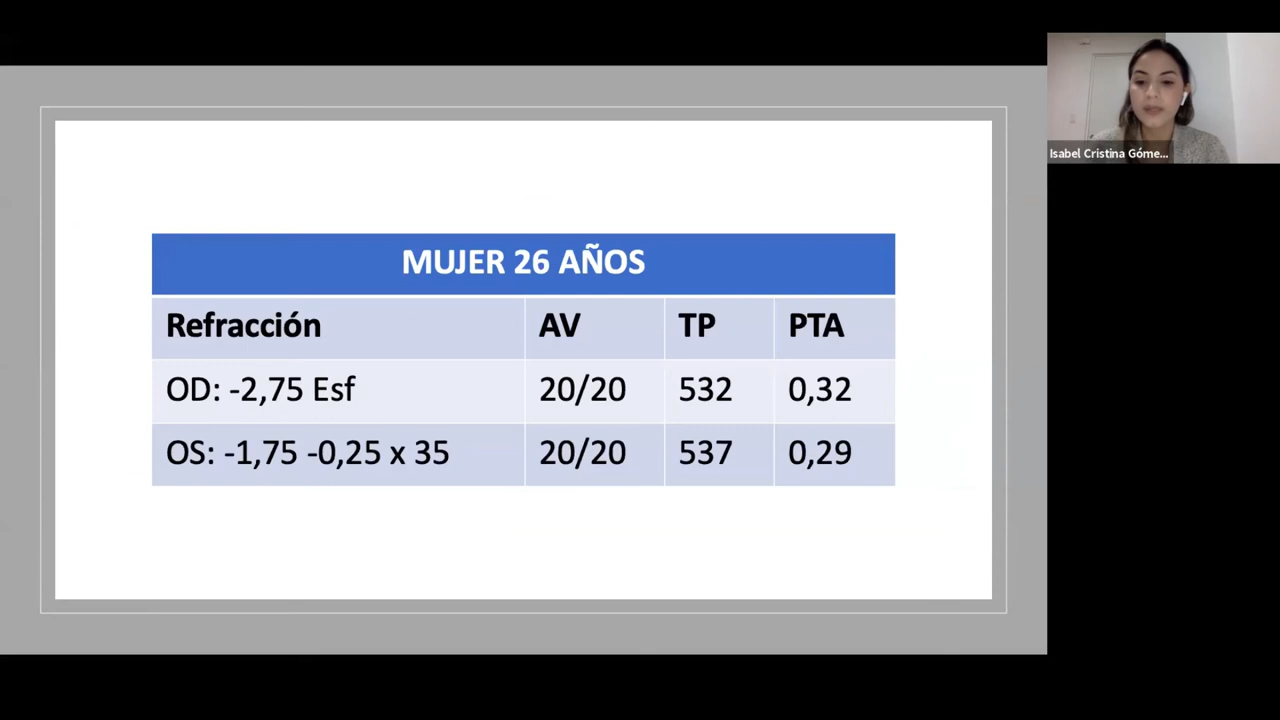 MUJER 26 AÑOS
Refracción AV TP PTA
OD: -2,75 Esf 20/20 532 0,32
OS: -1,75 -0,25 x 35 20/20 537 0,29
Isabel Cristina Góme...